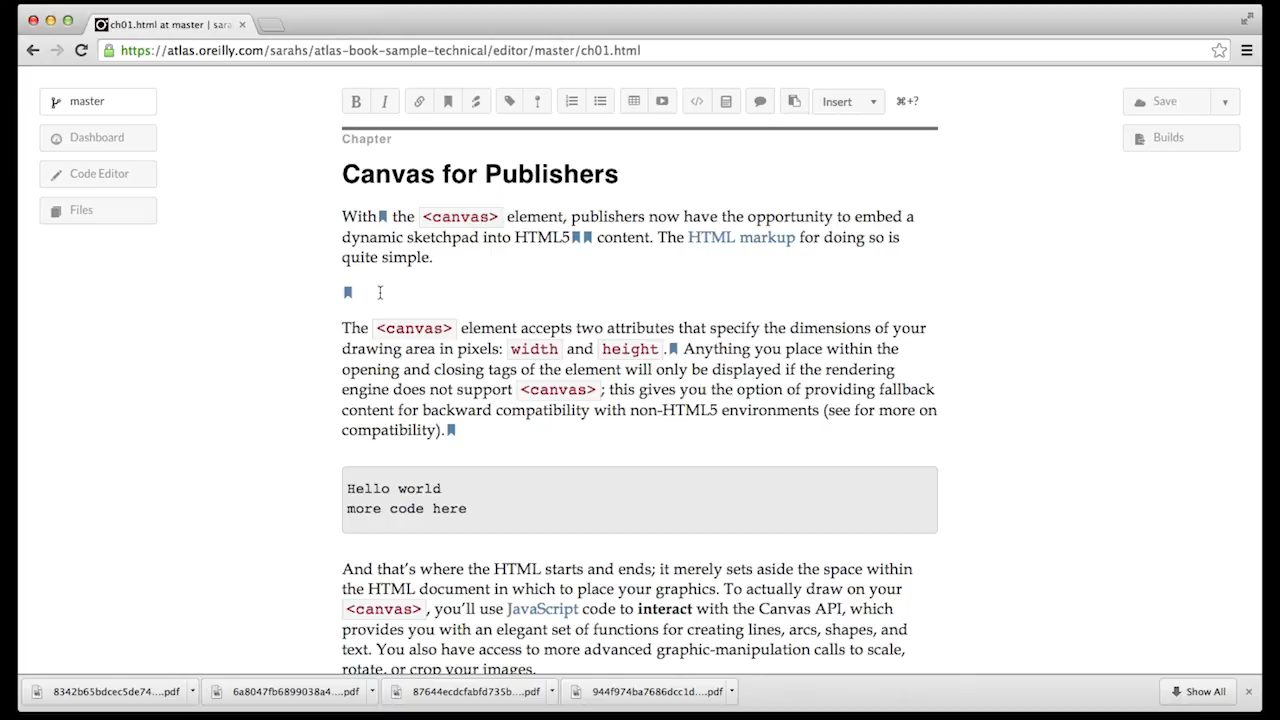 ch01.html at master | sara
https://atlas.oreilly.com/sarahs/atlas-book-sample-technical/editor/master/ch01.html
master
B I Insert ⌘+?
Save
Dashboard
Builds
Code Editor
Files
Chapter
Canvas for Publishers
With the <canvas> element, publishers now have the opportunity to embed a
dynamic sketchpad into HTML5 content. The HTML markup for doing so is
quite simple.
The <canvas> element accepts two attributes that specify the dimensions of your
drawing area in pixels: width and height. Anything you place within the
opening and closing tags of the element will only be displayed if the rendering
engine does not support <canvas>; this gives you the option of providing fallback
content for backward compatibility with non-HTML5 environments (see for more on
compatibility).
Hello world
more code here
And that's where the HTML starts and ends; it merely sets aside the space within
the HTML document in which to place your graphics. To actually draw on your
<canvas>, you'll use JavaScript code to interact with the Canvas API, which
provides you with an elegant set of functions for creating lines, arcs, shapes, and
text. You also have access to more advanced graphic-manipulation calls to scale,
rotate, or crop your images.
8342b65bdcec5de74....pdf
6a8047fb6899038a4....pdf
87644ecdcfabfd735b....pdf
944f974ba7686dcc1d....pdf
Show All